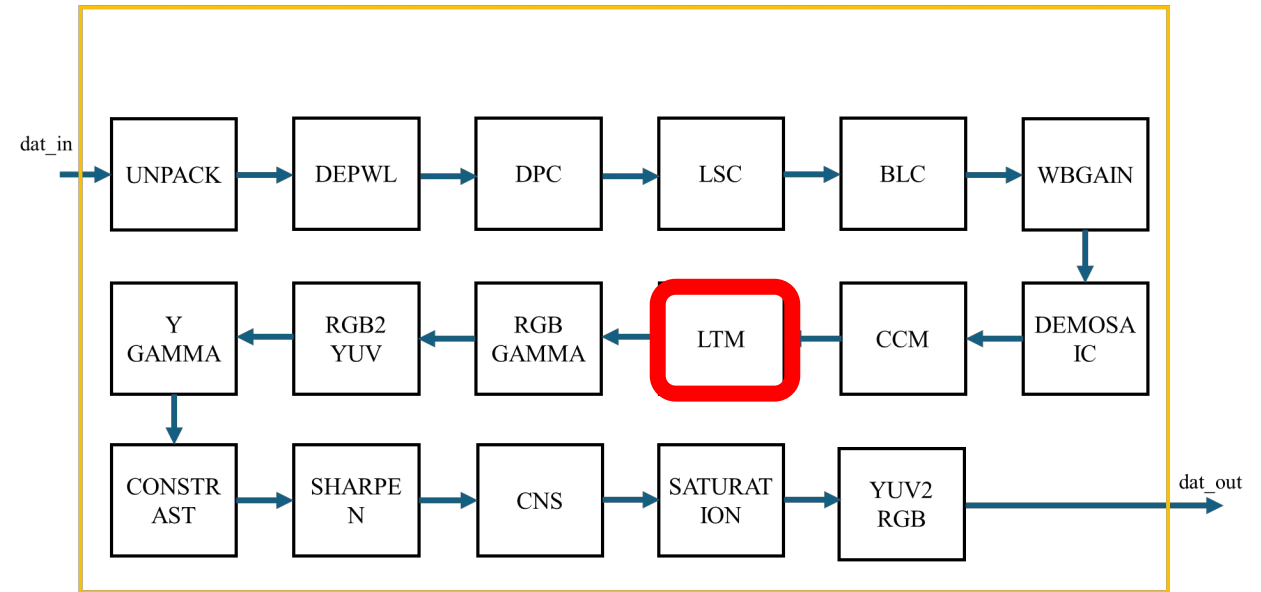 dat_in
UNPACK
DEPWL
DPC
LSC
BLC
WBGAIN
DEMOSA
IC
CCM
LTM
RGB
GAMMA
RGB2
YUV
Y
GAMMA
CONSTR
AST
SHARPE
N
CNS
SATURAT
ION
YUV2
RGB
dat_out